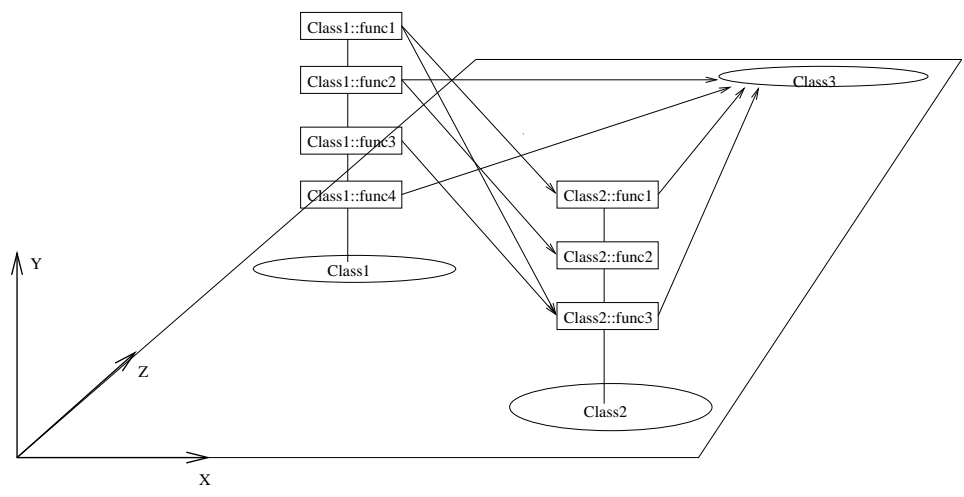 Class1::func1
Class1::func2
Class3
Class1::func3
Class1::func4
Class2::func1
Class2::func2
Class1
Y
Class2::func3
Z
Class2
X